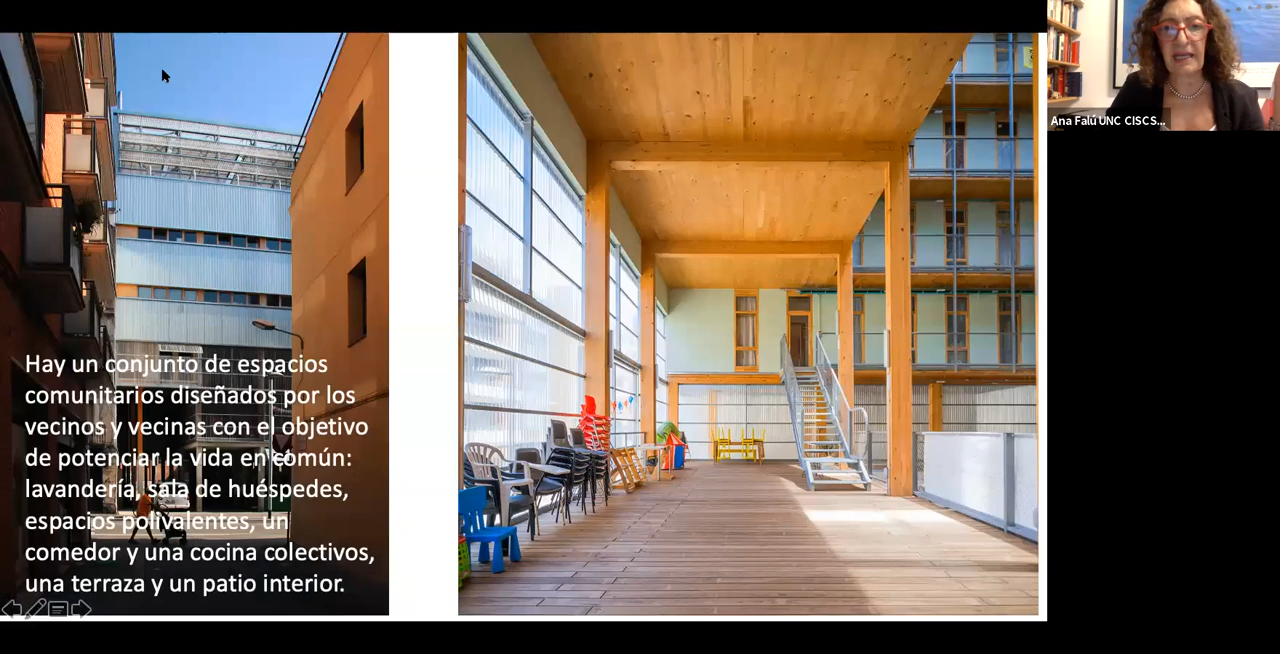 Hay un conjunto de espacios
comunitarios diseñados por los
vecinos y vecinas con el objetivo
de potenciar la vida en común:
lavandería, sala de huéspedes,
espacios polivalentes, un
comedor y una cocina colectivos,
una terraza y un patio interior.
Ana Falú UNC CISCS...